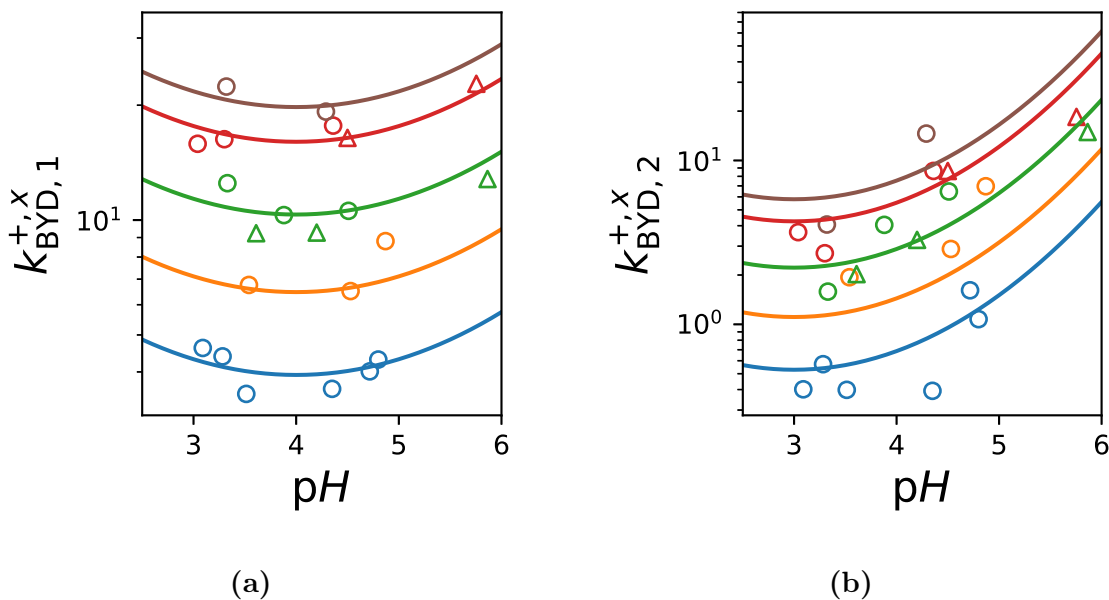 k^{+,x}_{BYD, 1}
10^1
3 4 5 6
pH
(a)
k^{+,x}_{BYD, 2}
10^1
10^0
3 4 5 6
pH
(b)